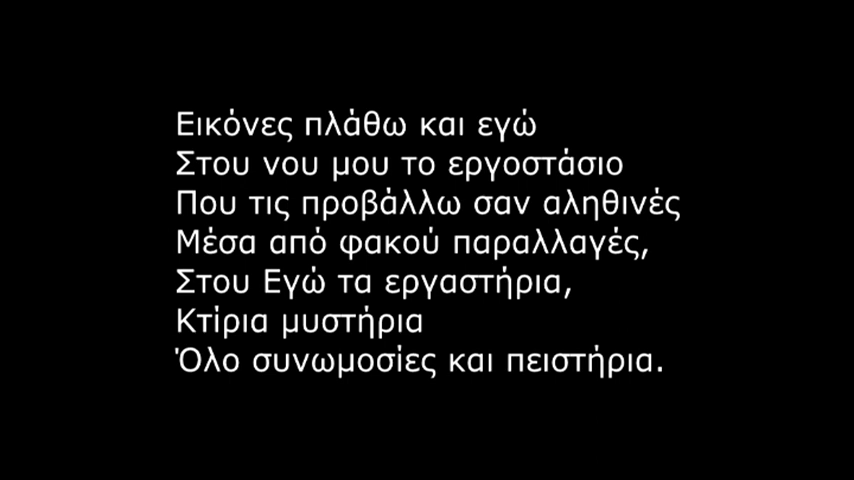 Εικόνες πλάθω και εγώ
Στου νου μου το εργοστάσιο
Που τις προβάλλω σαν αληθινές
Μέσα από φακού παραλλαγές,
Στου Εγώ τα εργαστήρια,
Κτίρια μυστήρια
Όλο συνωμοσίες και πειστήρια.